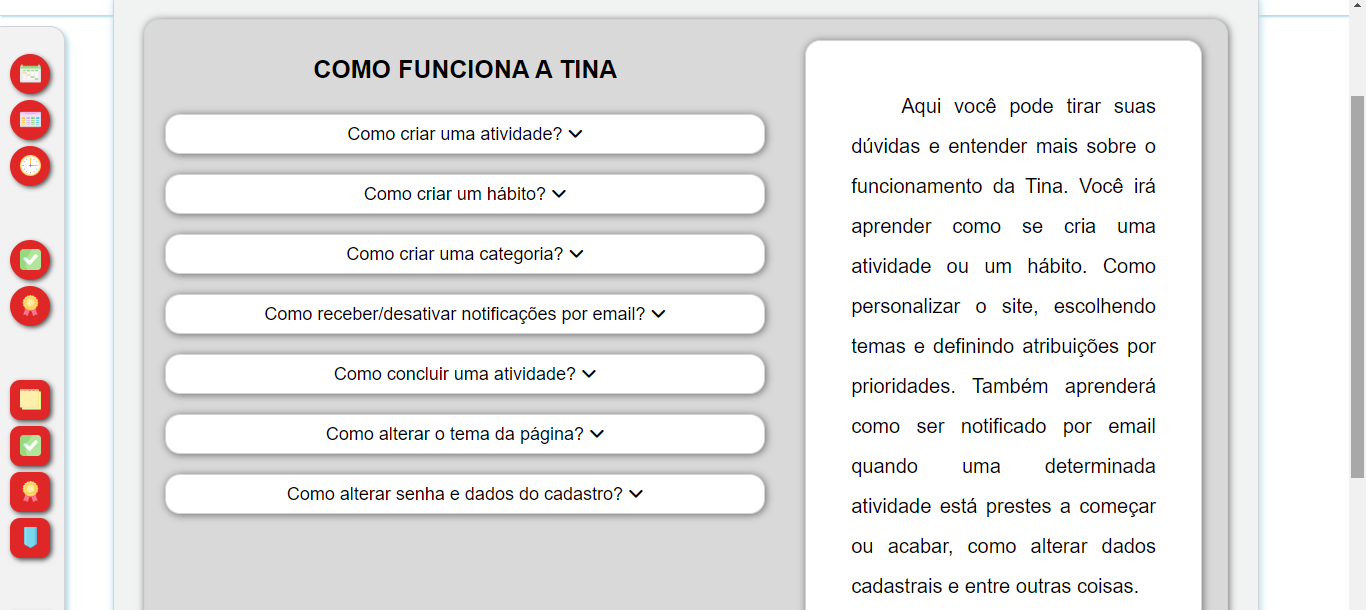 COMO FUNCIONA A TINA
Como criar uma atividade?
Como criar um hábito?
Como criar uma categoria?
Como receber/desativar notificações por email?
Como concluir uma atividade?
Como alterar o tema da página?
Como alterar senha e dados do cadastro?
Aqui você pode tirar suas
dúvidas e entender mais sobre o
funcionamento da Tina. Você irá
aprender como se cria uma
atividade ou um hábito. Como
personalizar o site, escolhendo
temas e definindo atribuições por
prioridades. Também aprenderá
como ser notificado por email
quando uma determinada
atividade está prestes a começar
ou acabar, como alterar dados
cadastrais e entre outras coisas.